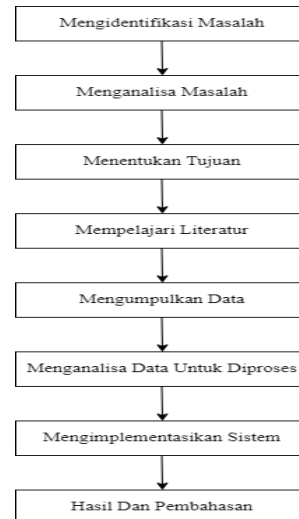 Mengidentifikasi Masalah
Menganalisa Masalah
Menentukan Tujuan
Mempelajari Literatur
Mengumpulkan Data
Menganalisa Data Untuk Diproses
Mengimplementasikan Sistem
Hasil Dan Pembahasan